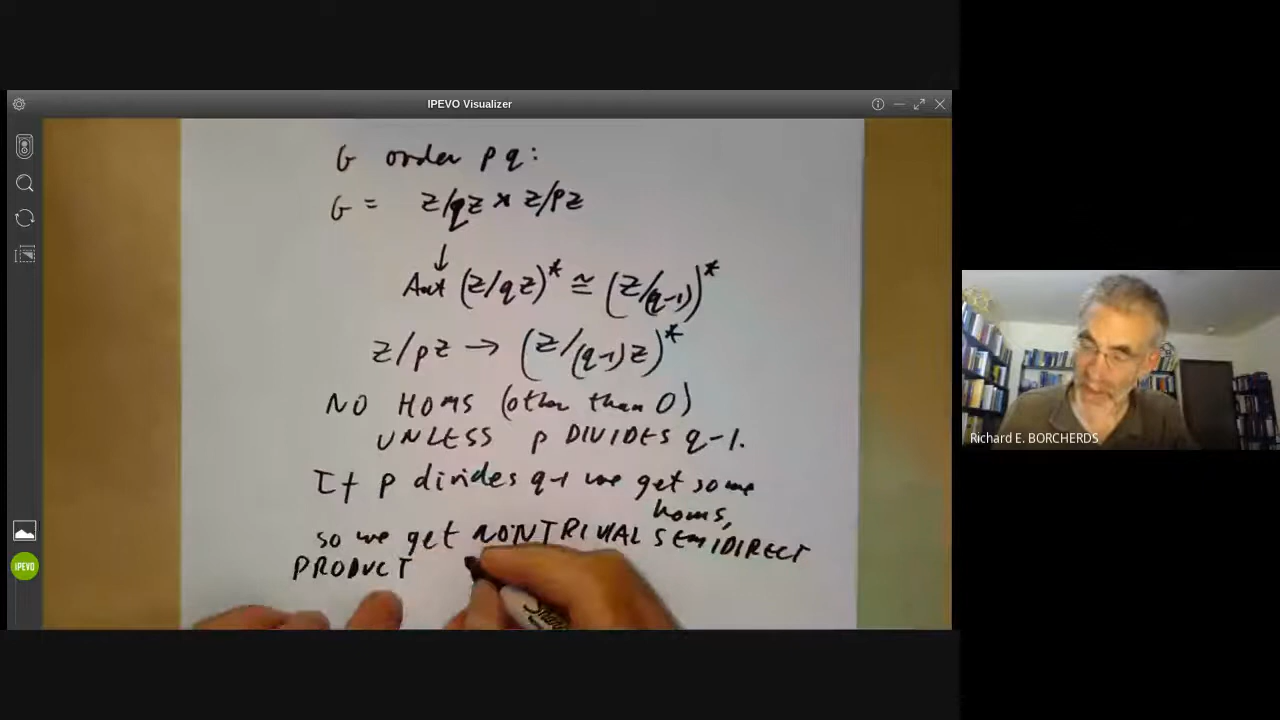 IPEVO Visualizer
G order pq:
G = Z/qZ ⋊ Z/pZ
↓
Aut (Z/qZ)* ≅ (Z/(q-1))*
Z/pZ → (Z/(q-1)Z)*
NO HOMS (other than 0)
UNLESS p DIVIDES q-1.
If p divides q-1 we get some
homs,
so we get NONTRIVIAL SEMIDIRECT
PRODUCT
Richard E. BORCHERDS
IPEVO